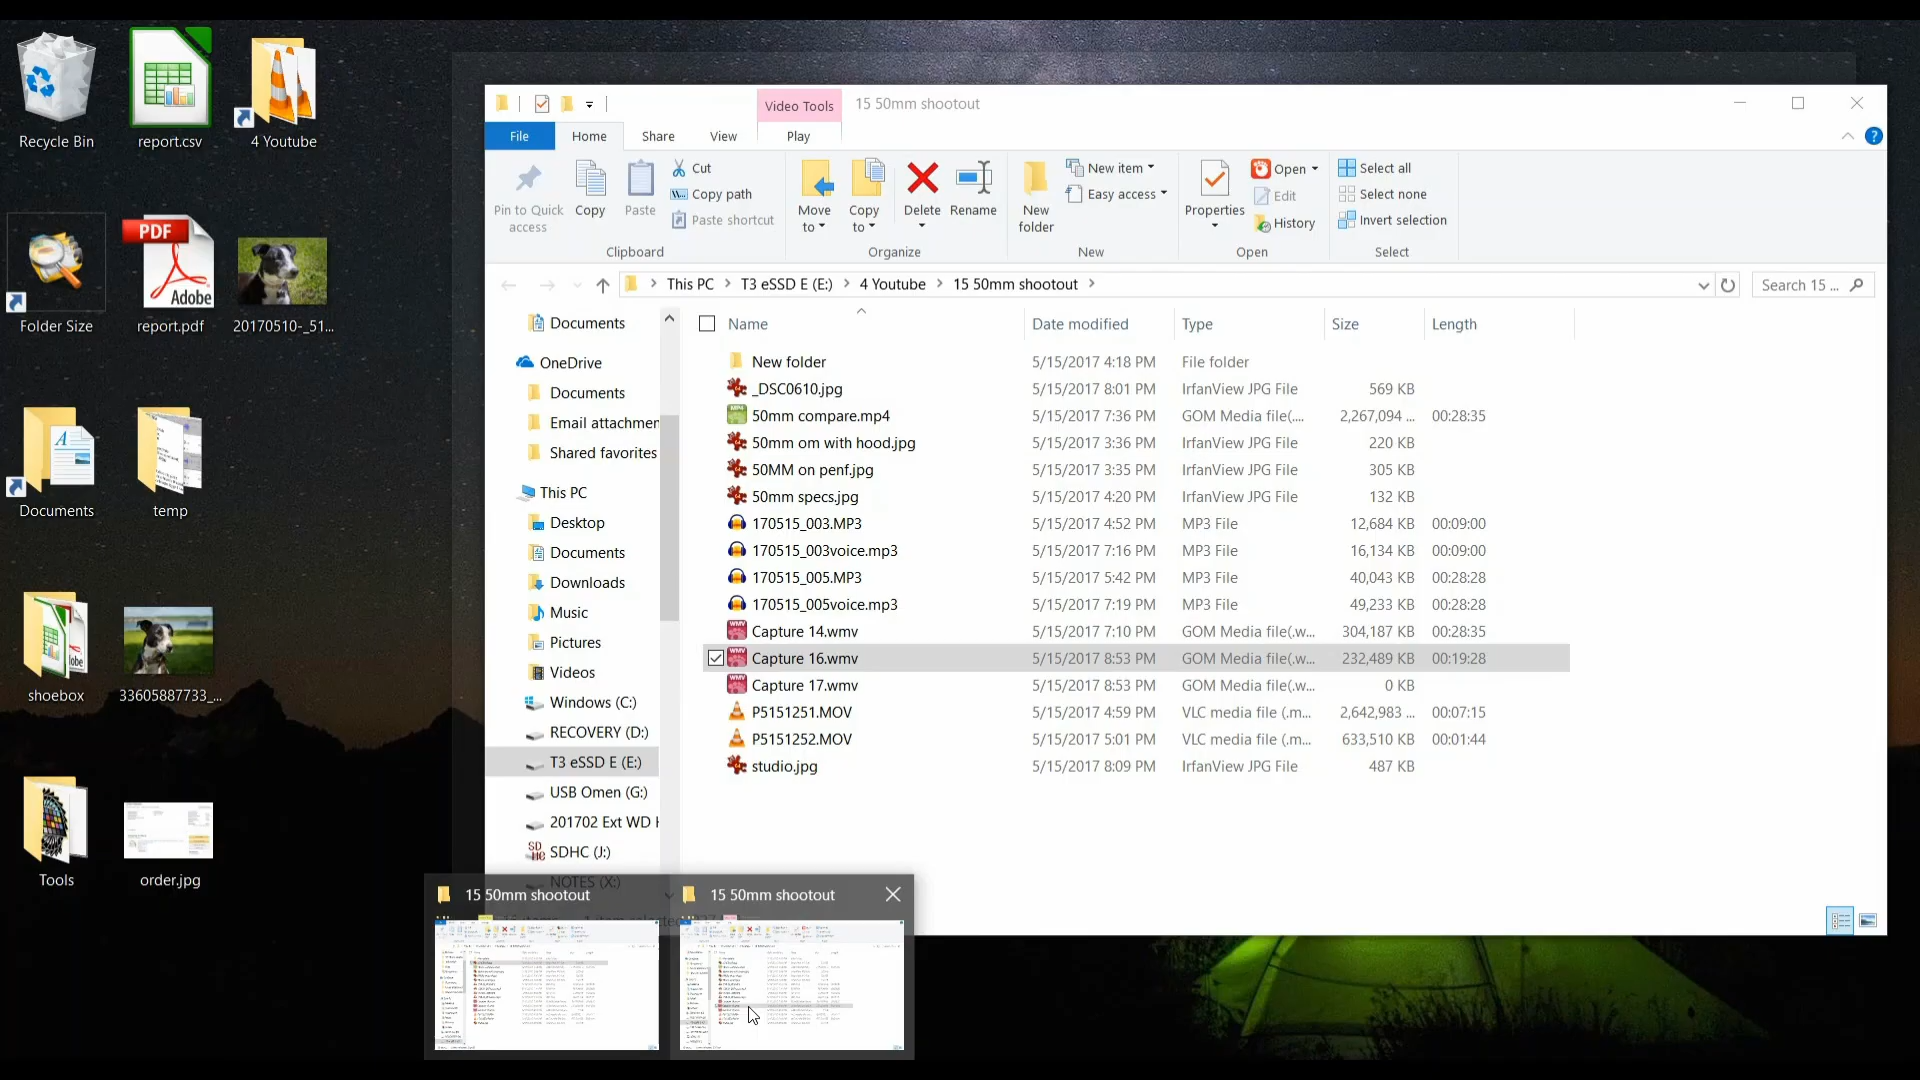 Recycle Bin
report.csv
4 Youtube
Folder Size
PDF
Adobe
report.pdf
20170510-_51...
Documents
temp
shoebox
33605887733_...
Tools
order.jpg
Video Tools
15 50mm shootout
File
Home
Share
View
Play
Pin to Quick
access
Copy
Paste
Cut
Copy path
Paste shortcut
Clipboard
Move
to
Copy
to
Delete
Rename
Organize
New
folder
New item
Easy access
New
Properties
Open
Edit
History
Open
Select all
Select none
Invert selection
Select
This PC
T3 eSSD E (E:)
4 Youtube
15 50mm shootout
Search 15 ...
Documents
OneDrive
Documents
Email attachmen
Shared favorites
This PC
Desktop
Documents
Downloads
Music
Pictures
Videos
Windows (C:)
RECOVERY (D:)
T3 eSSD E (E:)
USB Omen (G:)
201702 Ext WD
SDHC (J:)
NOTES (X:)
Name Date modified Type Size Length
New folder 5/15/2017 4:18 PM File folder
_DSC0610.jpg 5/15/2017 8:01 PM IrfanView JPG File 569 KB
50mm compare.mp4 5/15/2017 7:36 PM GOM Media file(.... 2,267,094 ... 00:28:35
50mm om with hood.jpg 5/15/2017 3:36 PM IrfanView JPG File 220 KB
50MM on penf.jpg 5/15/2017 3:35 PM IrfanView JPG File 305 KB
50mm specs.jpg 5/15/2017 4:20 PM IrfanView JPG File 132 KB
170515_003.MP3 5/15/2017 4:52 PM MP3 File 12,684 KB 00:09:00
170515_003voice.mp3 5/15/2017 7:16 PM MP3 File 16,134 KB 00:09:00
170515_005.MP3 5/15/2017 5:42 PM MP3 File 40,043 KB 00:28:28
170515_005voice.mp3 5/15/2017 7:19 PM MP3 File 49,233 KB 00:28:28
Capture 14.wmv 5/15/2017 7:10 PM GOM Media file(.w... 304,187 KB 00:28:35
Capture 16.wmv 5/15/2017 8:53 PM GOM Media file(.w... 232,489 KB 00:19:28
Capture 17.wmv 5/15/2017 8:53 PM GOM Media file(.w... 0 KB
P5151251.MOV 5/15/2017 4:59 PM VLC media file (.m... 2,642,983 ... 00:07:15
P5151252.MOV 5/15/2017 5:01 PM VLC media file (.m... 633,510 KB 00:01:44
studio.jpg 5/15/2017 8:09 PM IrfanView JPG File 487 KB
15 50mm shootout
15 50mm shootout